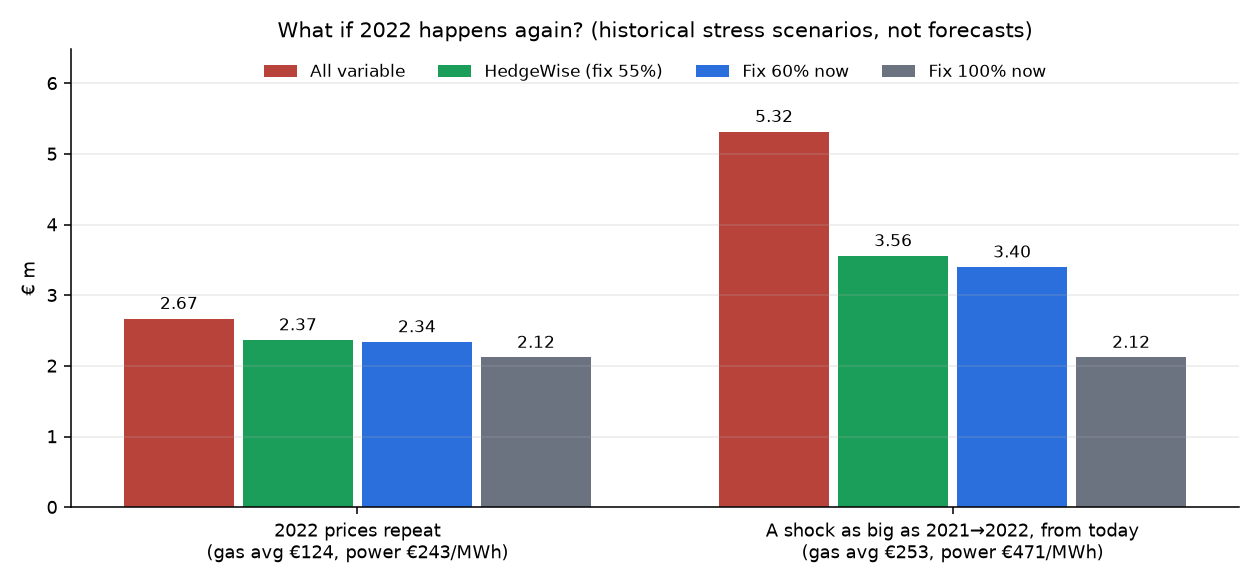 What if 2022 happens again? (historical stress scenarios, not forecasts)
All variable
HedgeWise (fix 55%)
Fix 60% now
Fix 100% now
€ m
6
5
4
3
2
1
0
2.67
2.37
2.34
2.12
5.32
3.56
3.40
2.12
2022 prices repeat
(gas avg €124, power €243/MWh)
A shock as big as 2021→2022, from today
(gas avg €253, power €471/MWh)